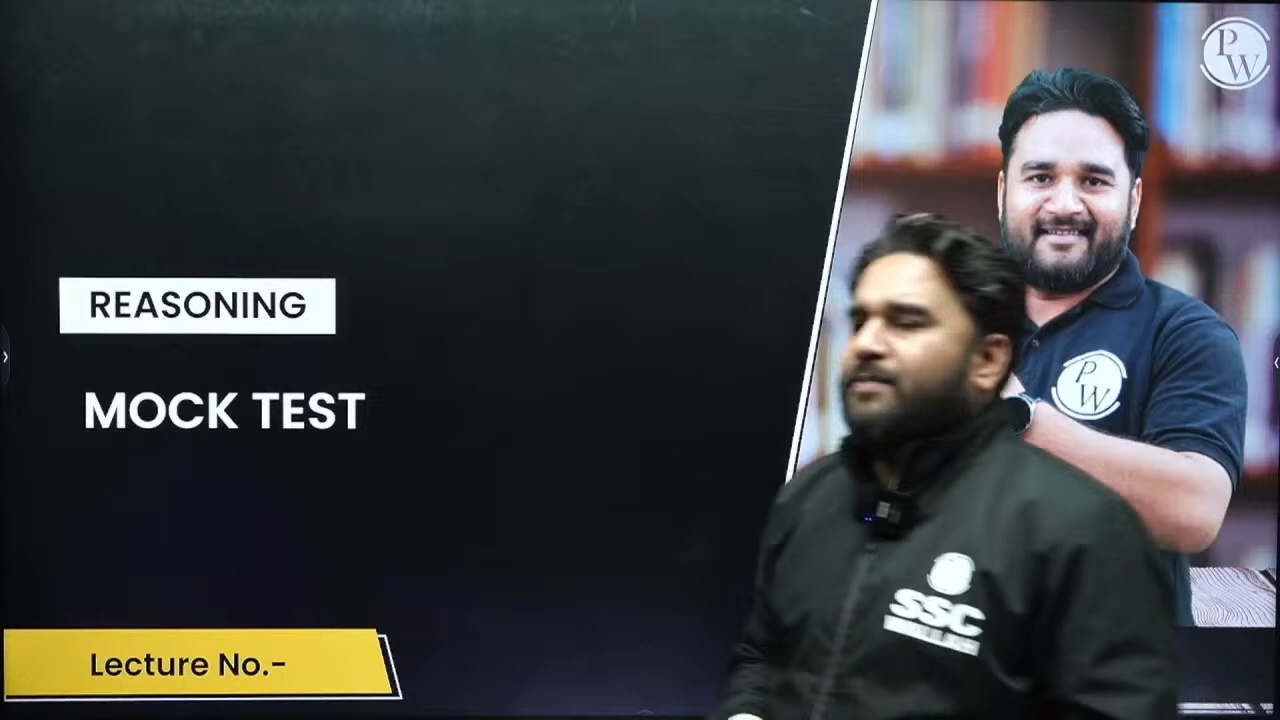 PW
REASONING
MOCK TEST
PW
SSC
Lecture No.-